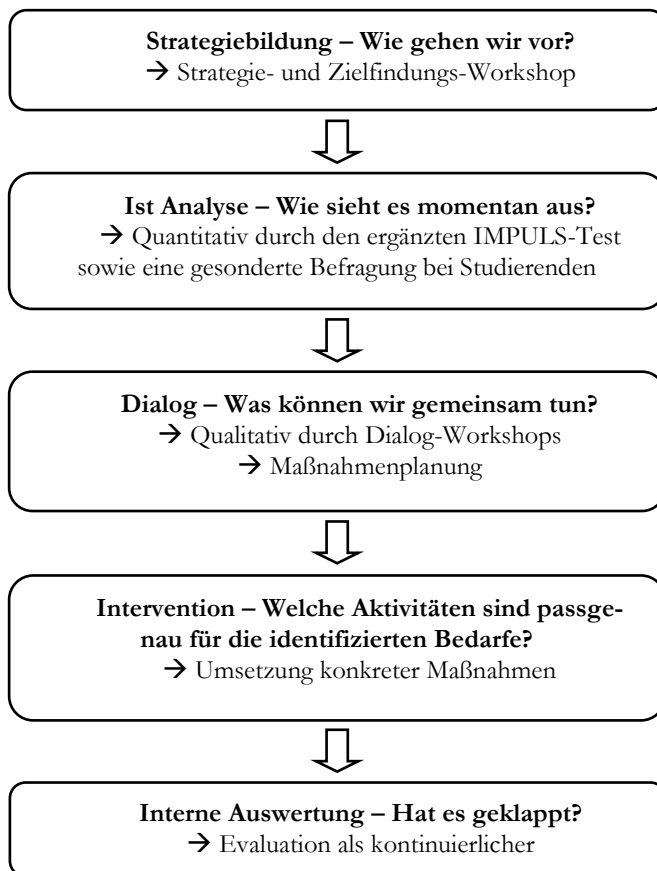 Strategiebildung – Wie gehen wir vor?
→ Strategie- und Zielfindungs-Workshop
Ist Analyse – Wie sieht es momentan aus?
→ Quantitativ durch den ergänzten IMPULS-Test
sowie eine gesonderte Befragung bei Studierenden
Dialog – Was können wir gemeinsam tun?
→ Qualitativ durch Dialog-Workshops
→ Maßnahmenplanung
Intervention – Welche Aktivitäten sind passge-
nau für die identifizierten Bedarfe?
→ Umsetzung konkreter Maßnahmen
Interne Auswertung – Hat es geklappt?
→ Evaluation als kontinuierlicher